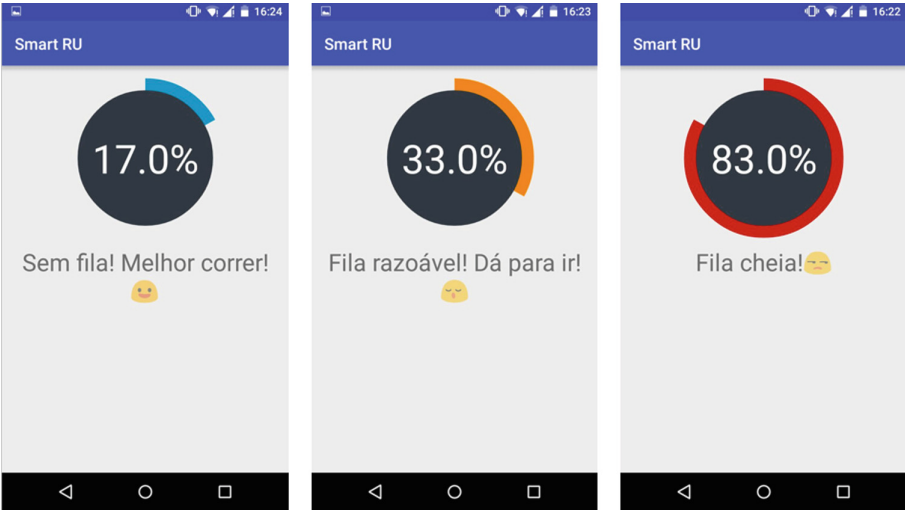 16:24
Smart RU
17.0%
Sem fila! Melhor correr!
16:23
Smart RU
33.0%
Fila razoável! Dá para ir!
16:22
Smart RU
83.0%
Fila cheia!